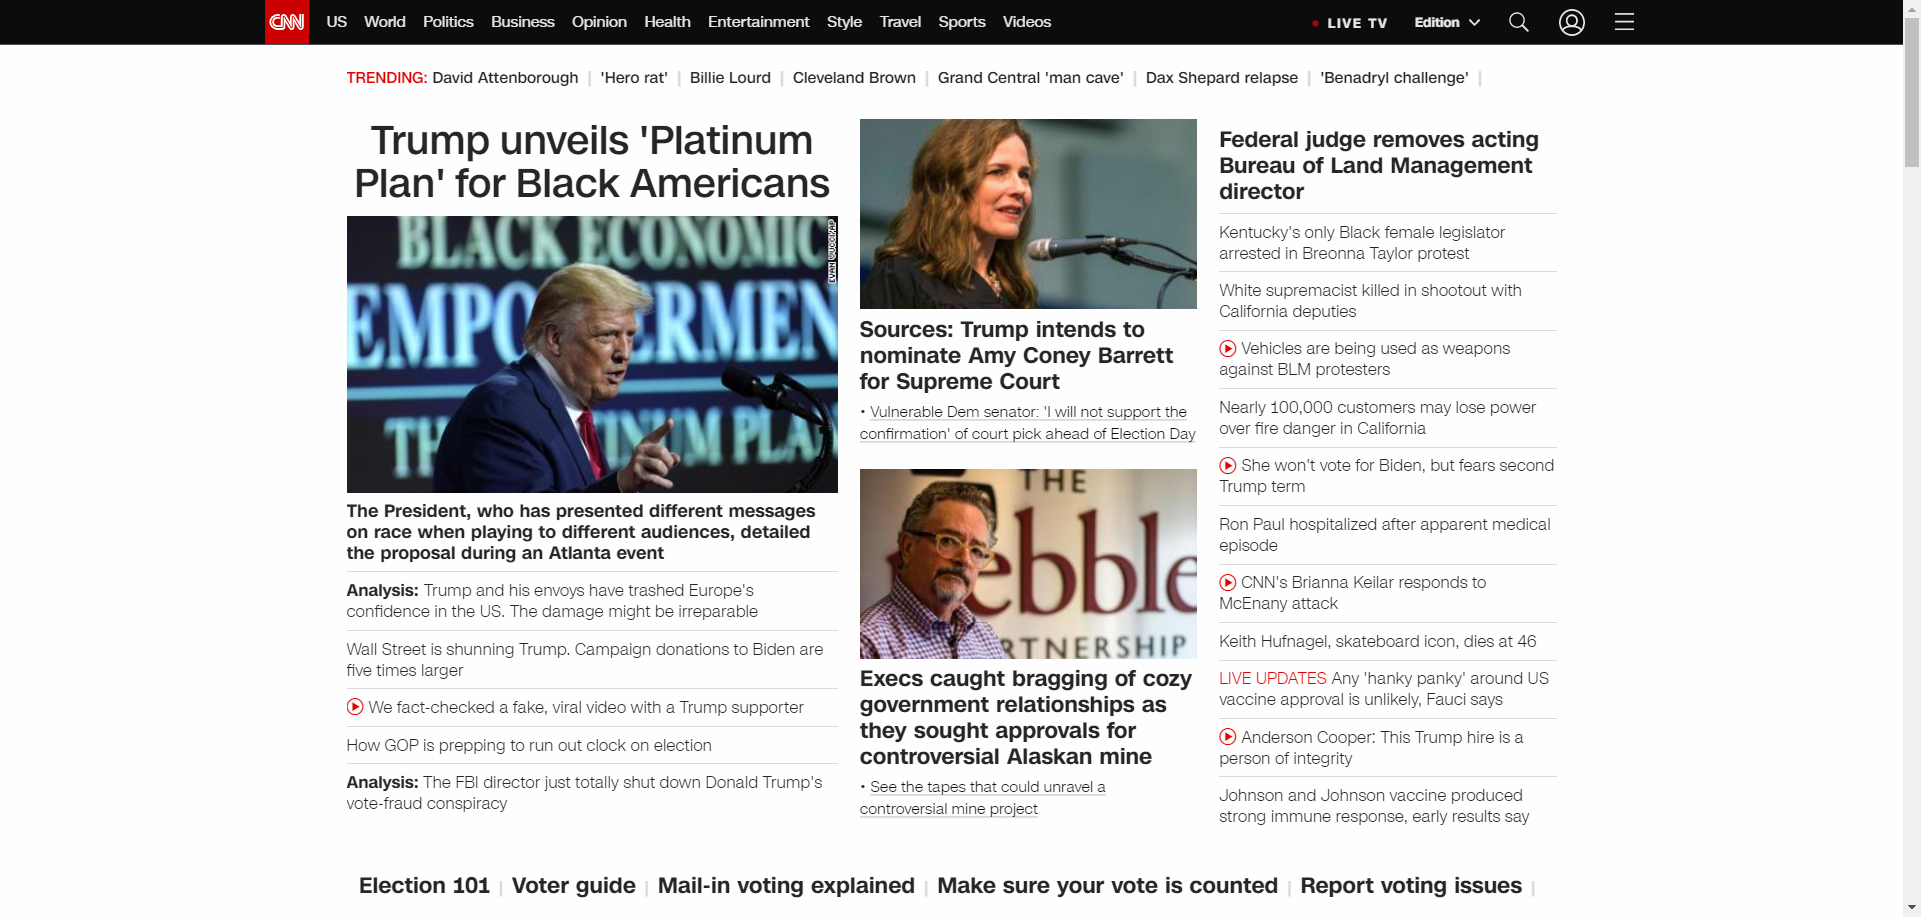 CNN US World Politics Business Opinion Health Entertainment Style Travel Sports Videos LIVE TV Edition
TRENDING: David Attenborough | 'Hero rat' | Billie Lourd | Cleveland Brown | Grand Central 'man cave' | Dax Shepard relapse | 'Benadryl challenge' |
Trump unveils 'Platinum
Plan' for Black Americans
BLACK ECONOMIC
EMPOWERMEN
THE PLATINUM PLA
EVAN VUCCI/AP
The President, who has presented different messages
on race when playing to different audiences, detailed
the proposal during an Atlanta event
Analysis: Trump and his envoys have trashed Europe's
confidence in the US. The damage might be irreparable
Wall Street is shunning Trump. Campaign donations to Biden are
five times larger
We fact-checked a fake, viral video with a Trump supporter
How GOP is prepping to run out clock on election
Analysis: The FBI director just totally shut down Donald Trump's
vote-fraud conspiracy
Sources: Trump intends to
nominate Amy Coney Barrett
for Supreme Court
• Vulnerable Dem senator: 'I will not support the
confirmation' of court pick ahead of Election Day
THE
ebble
RTNERSHIP
Execs caught bragging of cozy
government relationships as
they sought approvals for
controversial Alaskan mine
• See the tapes that could unravel a
controversial mine project
Federal judge removes acting
Bureau of Land Management
director
Kentucky's only Black female legislator
arrested in Breonna Taylor protest
White supremacist killed in shootout with
California deputies
Vehicles are being used as weapons
against BLM protesters
Nearly 100,000 customers may lose power
over fire danger in California
She won't vote for Biden, but fears second
Trump term
Ron Paul hospitalized after apparent medical
episode
CNN's Brianna Keilar responds to
McEnany attack
Keith Hufnagel, skateboard icon, dies at 46
LIVE UPDATES Any 'hanky panky' around US
vaccine approval is unlikely, Fauci says
Anderson Cooper: This Trump hire is a
person of integrity
Johnson and Johnson vaccine produced
strong immune response, early results say
Election 101 | Voter guide | Mail-in voting explained | Make sure your vote is counted | Report voting issues |